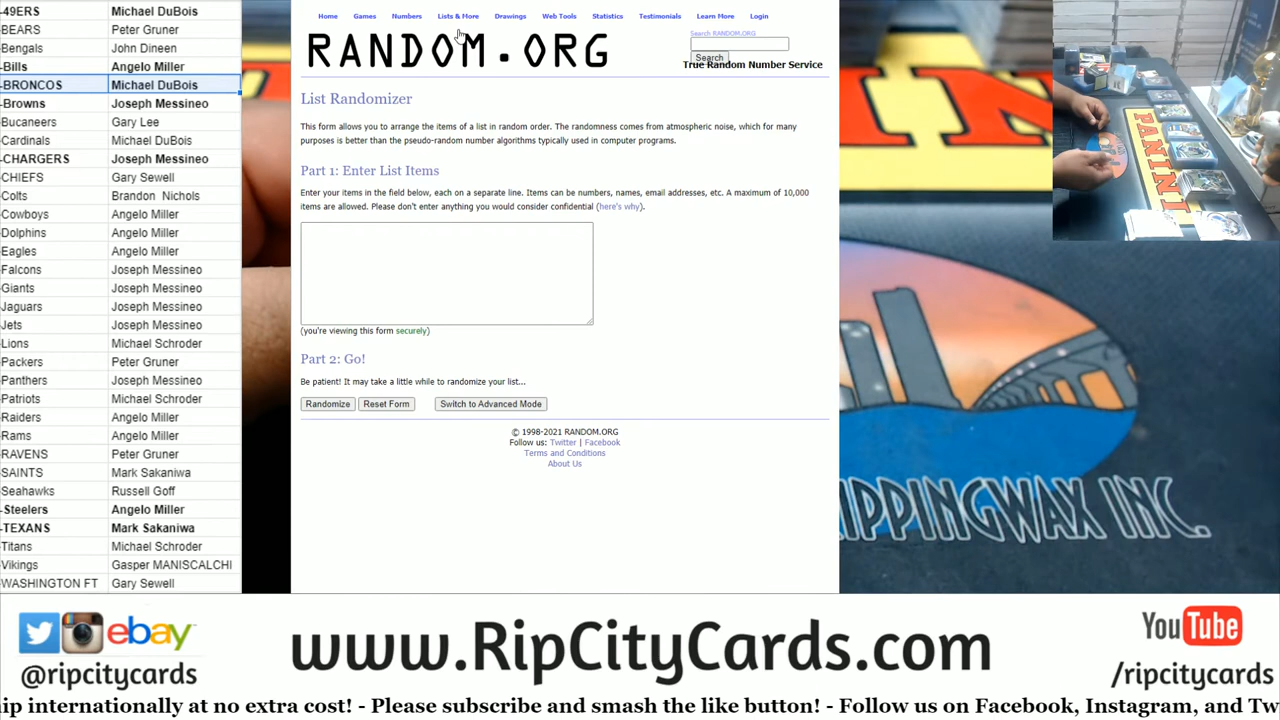 -49ERS Michael DuBois
-BEARS Peter Gruner
-Bengals John Dineen
-Bills Angelo Miller
-BRONCOS Michael DuBois
-Browns Joseph Messineo
-Bucaneers Gary Lee
-Cardinals Michael DuBois
-CHARGERS Joseph Messineo
-CHIEFS Gary Sewell
-Colts Brandon Nichols
-Cowboys Angelo Miller
-Dolphins Angelo Miller
-Eagles Angelo Miller
-Falcons Joseph Messineo
-Giants Joseph Messineo
-Jaguars Joseph Messineo
-Jets Joseph Messineo
-Lions Michael Schroder
-Packers Peter Gruner
-Panthers Joseph Messineo
-Patriots Michael Schroder
-Raiders Angelo Miller
-Rams Angelo Miller
-RAVENS Peter Gruner
-SAINTS Mark Sakaniwa
-Seahawks Russell Goff
-Steelers Angelo Miller
-TEXANS Mark Sakaniwa
-Titans Michael Schroder
-Vikings Gasper MANISCALCHI
-WASHINGTON FT Gary Sewell
Home Games Numbers Lists & More Drawings Web Tools Statistics Testimonials Learn More Login
RANDOM.ORG
Search RANDOM.ORG
Search
True Random Number Service
List Randomizer
This form allows you to arrange the items of a list in random order. The randomness comes from atmospheric noise, which for many
purposes is better than the pseudo-random number algorithms typically used in computer programs.
Part 1: Enter List Items
Enter your items in the field below, each on a separate line. Items can be numbers, names, email addresses, etc. A maximum of 10,000
items are allowed. Please don't enter anything you would consider confidential (here's why).
(you're viewing this form securely)
Part 2: Go!
Be patient! It may take a little while to randomize your list...
Randomize Reset Form Switch to Advanced Mode
© 1998-2021 RANDOM.ORG
Follow us: Twitter | Facebook
Terms and Conditions
About Us
PANINI
RIPPINGWAX INC.
ebay
@ripcitycards
www.RipCityCards.com
YouTube
/ripcitycards
ip internationally at no extra cost! - Please subscribe and smash the like button! - Follow us on Facebook, Instagram, and Tw